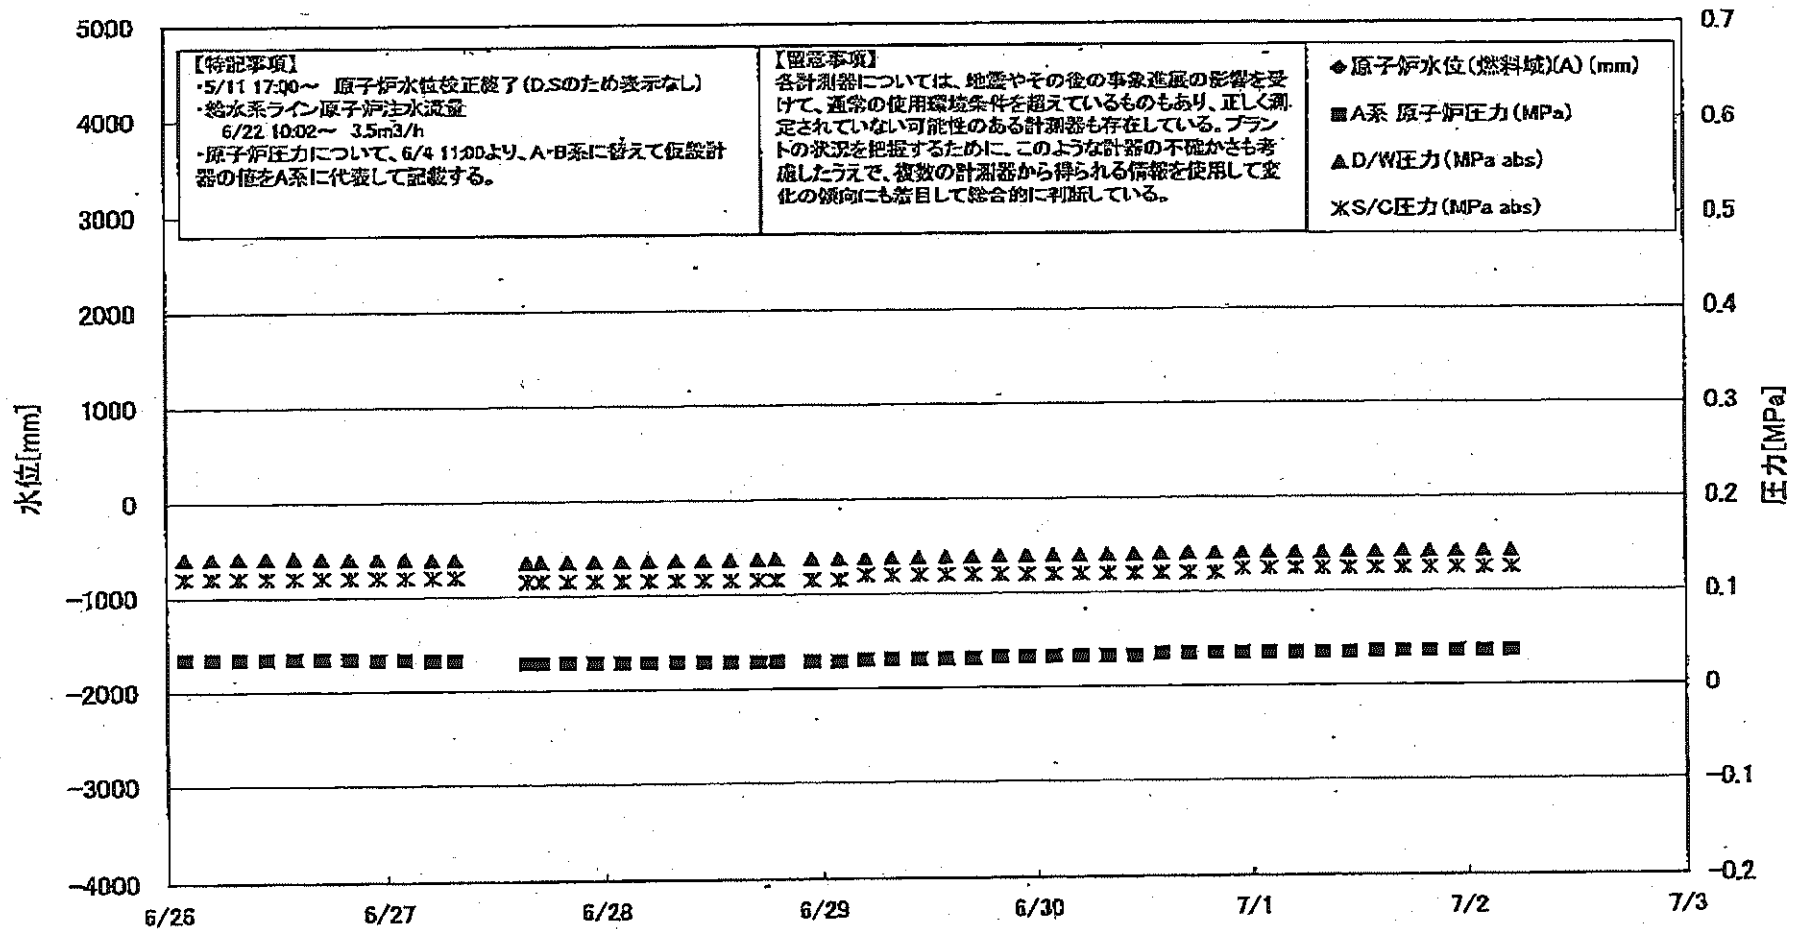 【特記事項】
・5/11 17:00～ 原子炉水位校正終了(D.Sのため表示なし)
・給水系ライン原子炉注水流量
6/22 10:02～ 3.5m3/h
・原子炉圧力について、6/4 11:00より、A・B系に替えて仮設計
器の値をA系に代表して記載する。
【留意事項】
各計測器については、地震やその後の事象進展の影響を受
けて、通常の使用環境条件を超えているものもあり、正しく測
定されていない可能性のある計測器も存在している。プラン
トの状況を把握するために、このような計器の不確かさも考
慮したうえで、複数の計測器から得られる情報を使用して変
化の傾向にも着目して総合的に判断している。
◆原子炉水位(燃料域)(A)(mm)
■A系 原子炉圧力(MPa)
▲D/W圧力(MPa abs)
S/C圧力(MPa abs)
水位[mm]
5000
4000
3000
2000
1000
0
-1000
-2000
-3000
-4000
圧力[MPa]
0.7
0.6
0.5
0.4
0.3
0.2
0.1
0
-0.1
-0.2
6/26
6/27
6/28
6/29
6/30
7/1
7/2
7/3